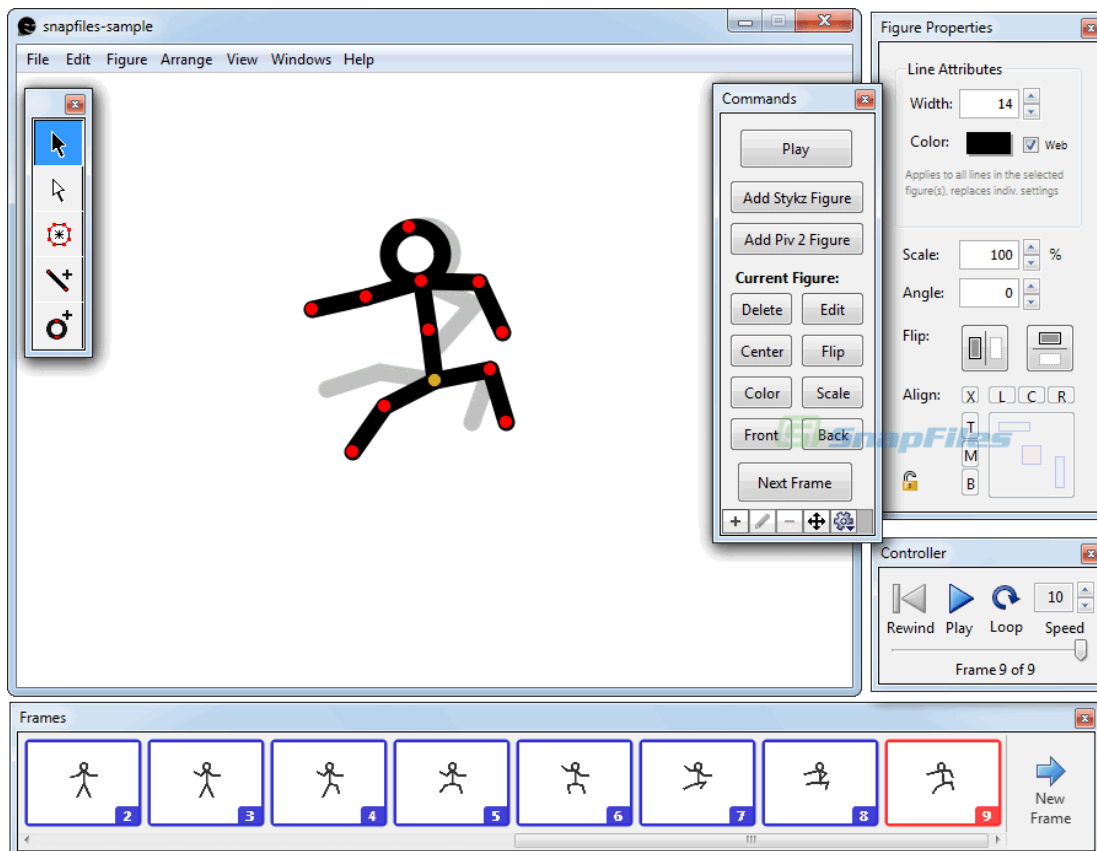 snapfiles-sample
File Edit Figure Arrange View Windows Help
Commands
Play
Add Stykz Figure
Add Piv 2 Figure
Current Figure:
Delete Edit
Center Flip
Color Scale
Front Back
Next Frame
Figure Properties
Line Attributes
Width: 14
Color: Web
Applies to all lines in the selected
figure(s), replaces indiv. settings
Scale: 100 %
Angle: 0
Flip:
Align: X L C R
T
M
B
SnapFiles
Controller
10
Rewind Play Loop Speed
Frame 9 of 9
Frames
2 3 4 5 6 7 8 9
New
Frame